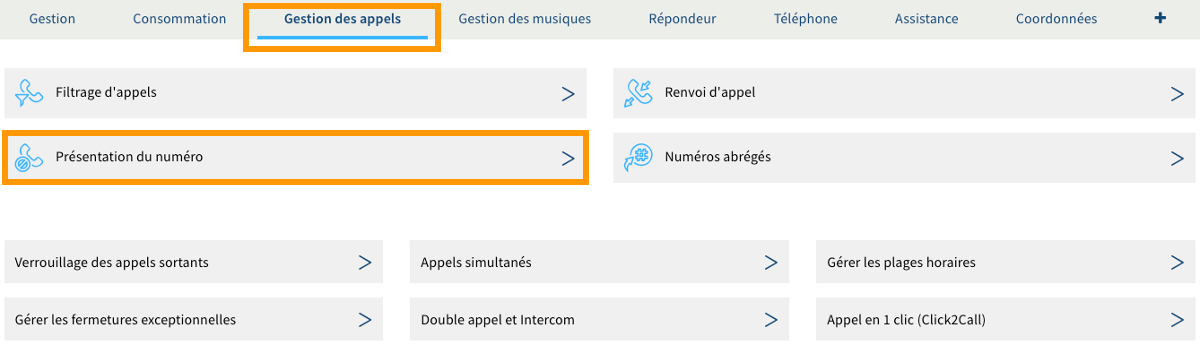 Gestion Consommation Gestion des appels Gestion des musiques Répondeur Téléphone Assistance Coordonnées +
Filtrage d'appels Renvoi d'appel
Présentation du numéro Numéros abrégés
Verrouillage des appels sortants Appels simultanés Gérer les plages horaires
Gérer les fermetures exceptionnelles Double appel et Intercom Appel en 1 clic (Click2Call)